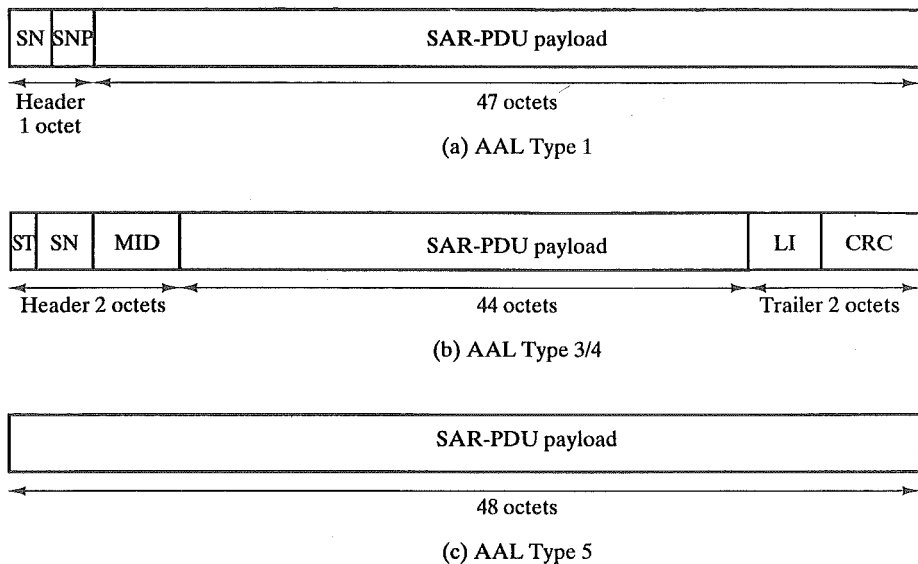 SN SNP SAR-PDU payload
Header 1 octet 47 octets
(a) AAL Type 1
ST SN MID SAR-PDU payload LI CRC
Header 2 octets 44 octets Trailer 2 octets
(b) AAL Type 3/4
SAR-PDU payload
48 octets
(c) AAL Type 5